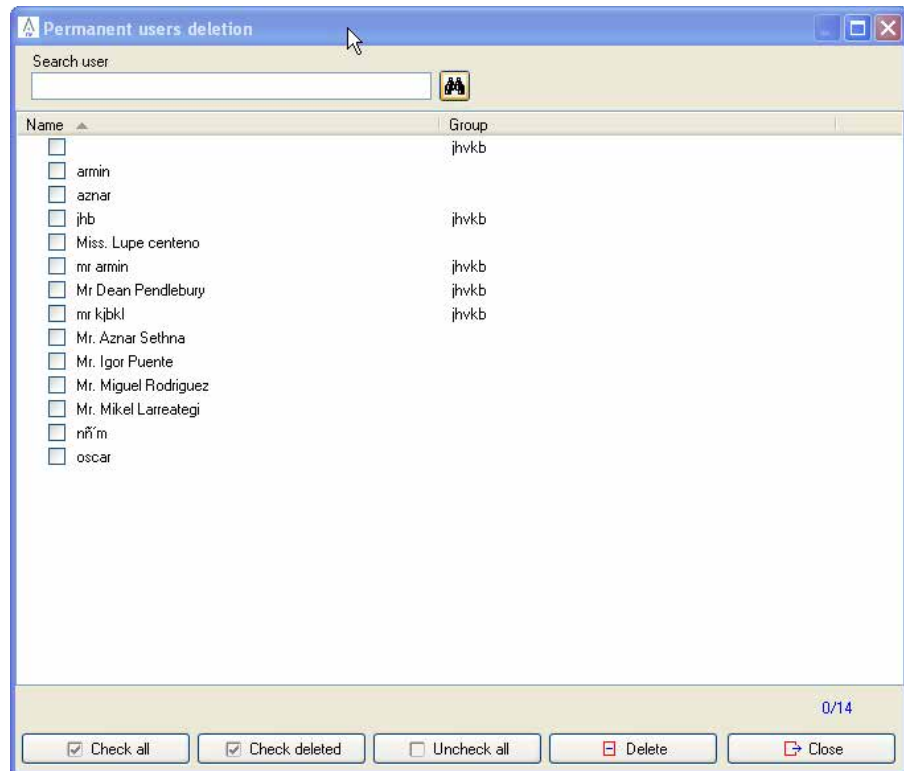 Permanent users deletion
Search user
Name Group
jhvkb
armin
aznar
jhb jhvkb
Miss. Lupe centeno
mr armin jhvkb
Mr Dean Pendlebury jhvkb
mr kjbkl jhvkb
Mr. Aznar Sethna
Mr. Igor Puente
Mr. Miguel Rodriguez
Mr. Mikel Larreategi
nñ´m
oscar
0/14
Check all Check deleted Uncheck all Delete Close